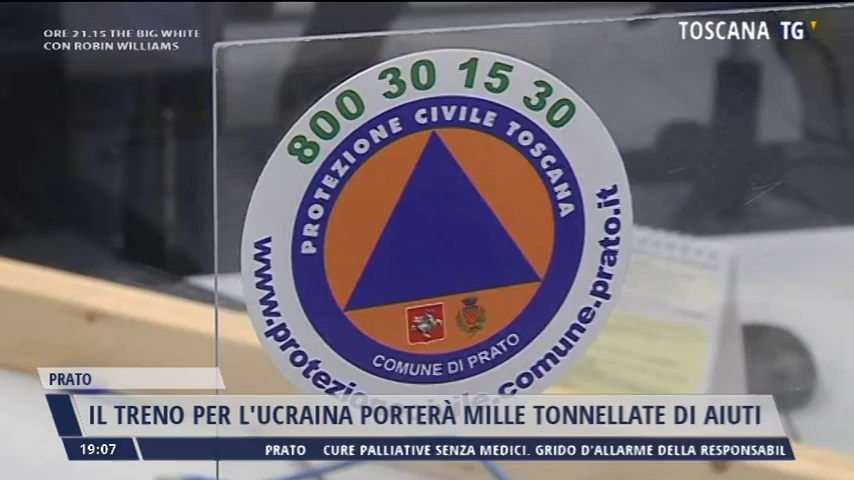 ORE 21.15 THE BIG WHITE
CON ROBIN WILLIAMS
TOSCANA TG
800 30 15 30
PROTEZIONE CIVILE TOSCANA
COMUNE DI PRATO
www.protezionecivile.comune.prato.it
PRATO
IL TRENO PER L'UCRAINA PORTERÀ MILLE TONNELLATE DI AIUTI
19:07
PRATO CURE PALLIATIVE SENZA MEDICI. GRIDO D'ALLARME DELLA RESPONSABIL